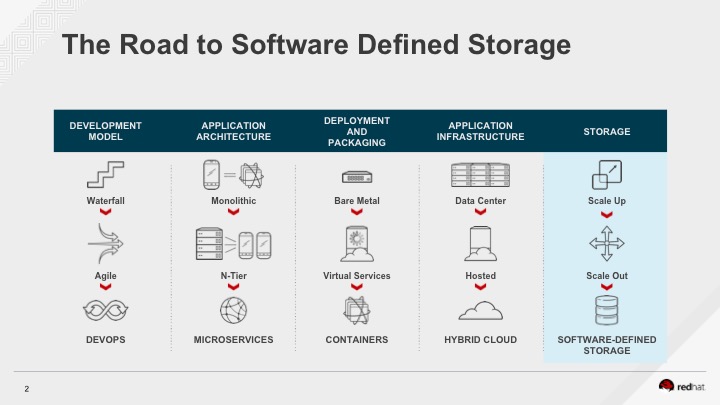 The Road to Software Defined Storage
DEVELOPMENT
MODEL
APPLICATION
ARCHITECTURE
DEPLOYMENT
AND
PACKAGING
APPLICATION
INFRASTRUCTURE
STORAGE
Waterfall
Monolithic
Bare Metal
Data Center
Scale Up
Agile
N-Tier
Virtual Services
Hosted
Scale Out
DEVOPS
MICROSERVICES
CONTAINERS
HYBRID CLOUD
SOFTWARE-DEFINED
STORAGE
2
redhat.